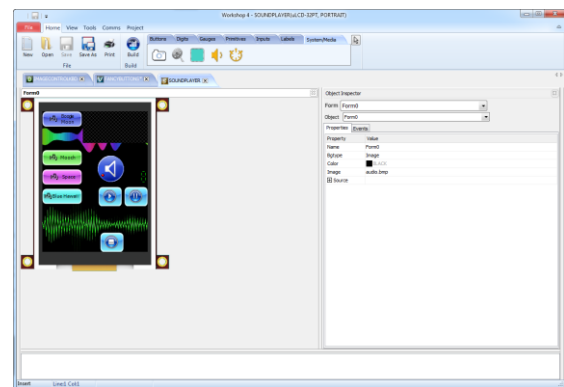 Workshop 4 - SOUNDPLAYER(uLCD-32PT, PORTRAIT)
File Home View Tools Comms Project
Buttons Digits Gauges Primitives Inputs Labels System/Media
New Open Save Save As Print Build
File Build
SOUNDPLAYER
Form0
Object Inspector
Form Form0
Object Form0
Properties Events
Property Value
Name Form0
Bgtype Image
Color BLACK
Image audio.bmp
Source
Insert Line:1 Col:1